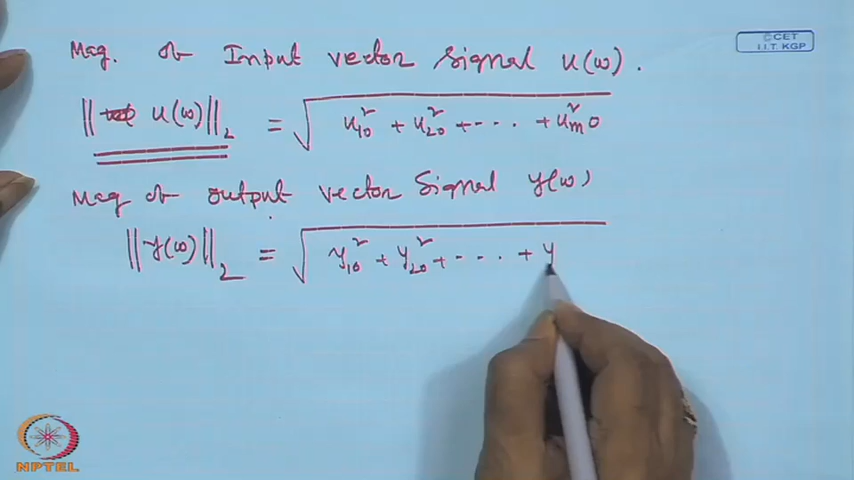 Mag. of Input vector signal u(ω).
©CET
I.I.T. KGP
||u(ω)||₂ = √(u₁₀² + u₂₀² + - - - . + uₘ²0)
Mag of output vector signal y(ω)
||y(ω)||₂ = √(y₁₀² + y₂₀² + - - - . + y
NPTEL